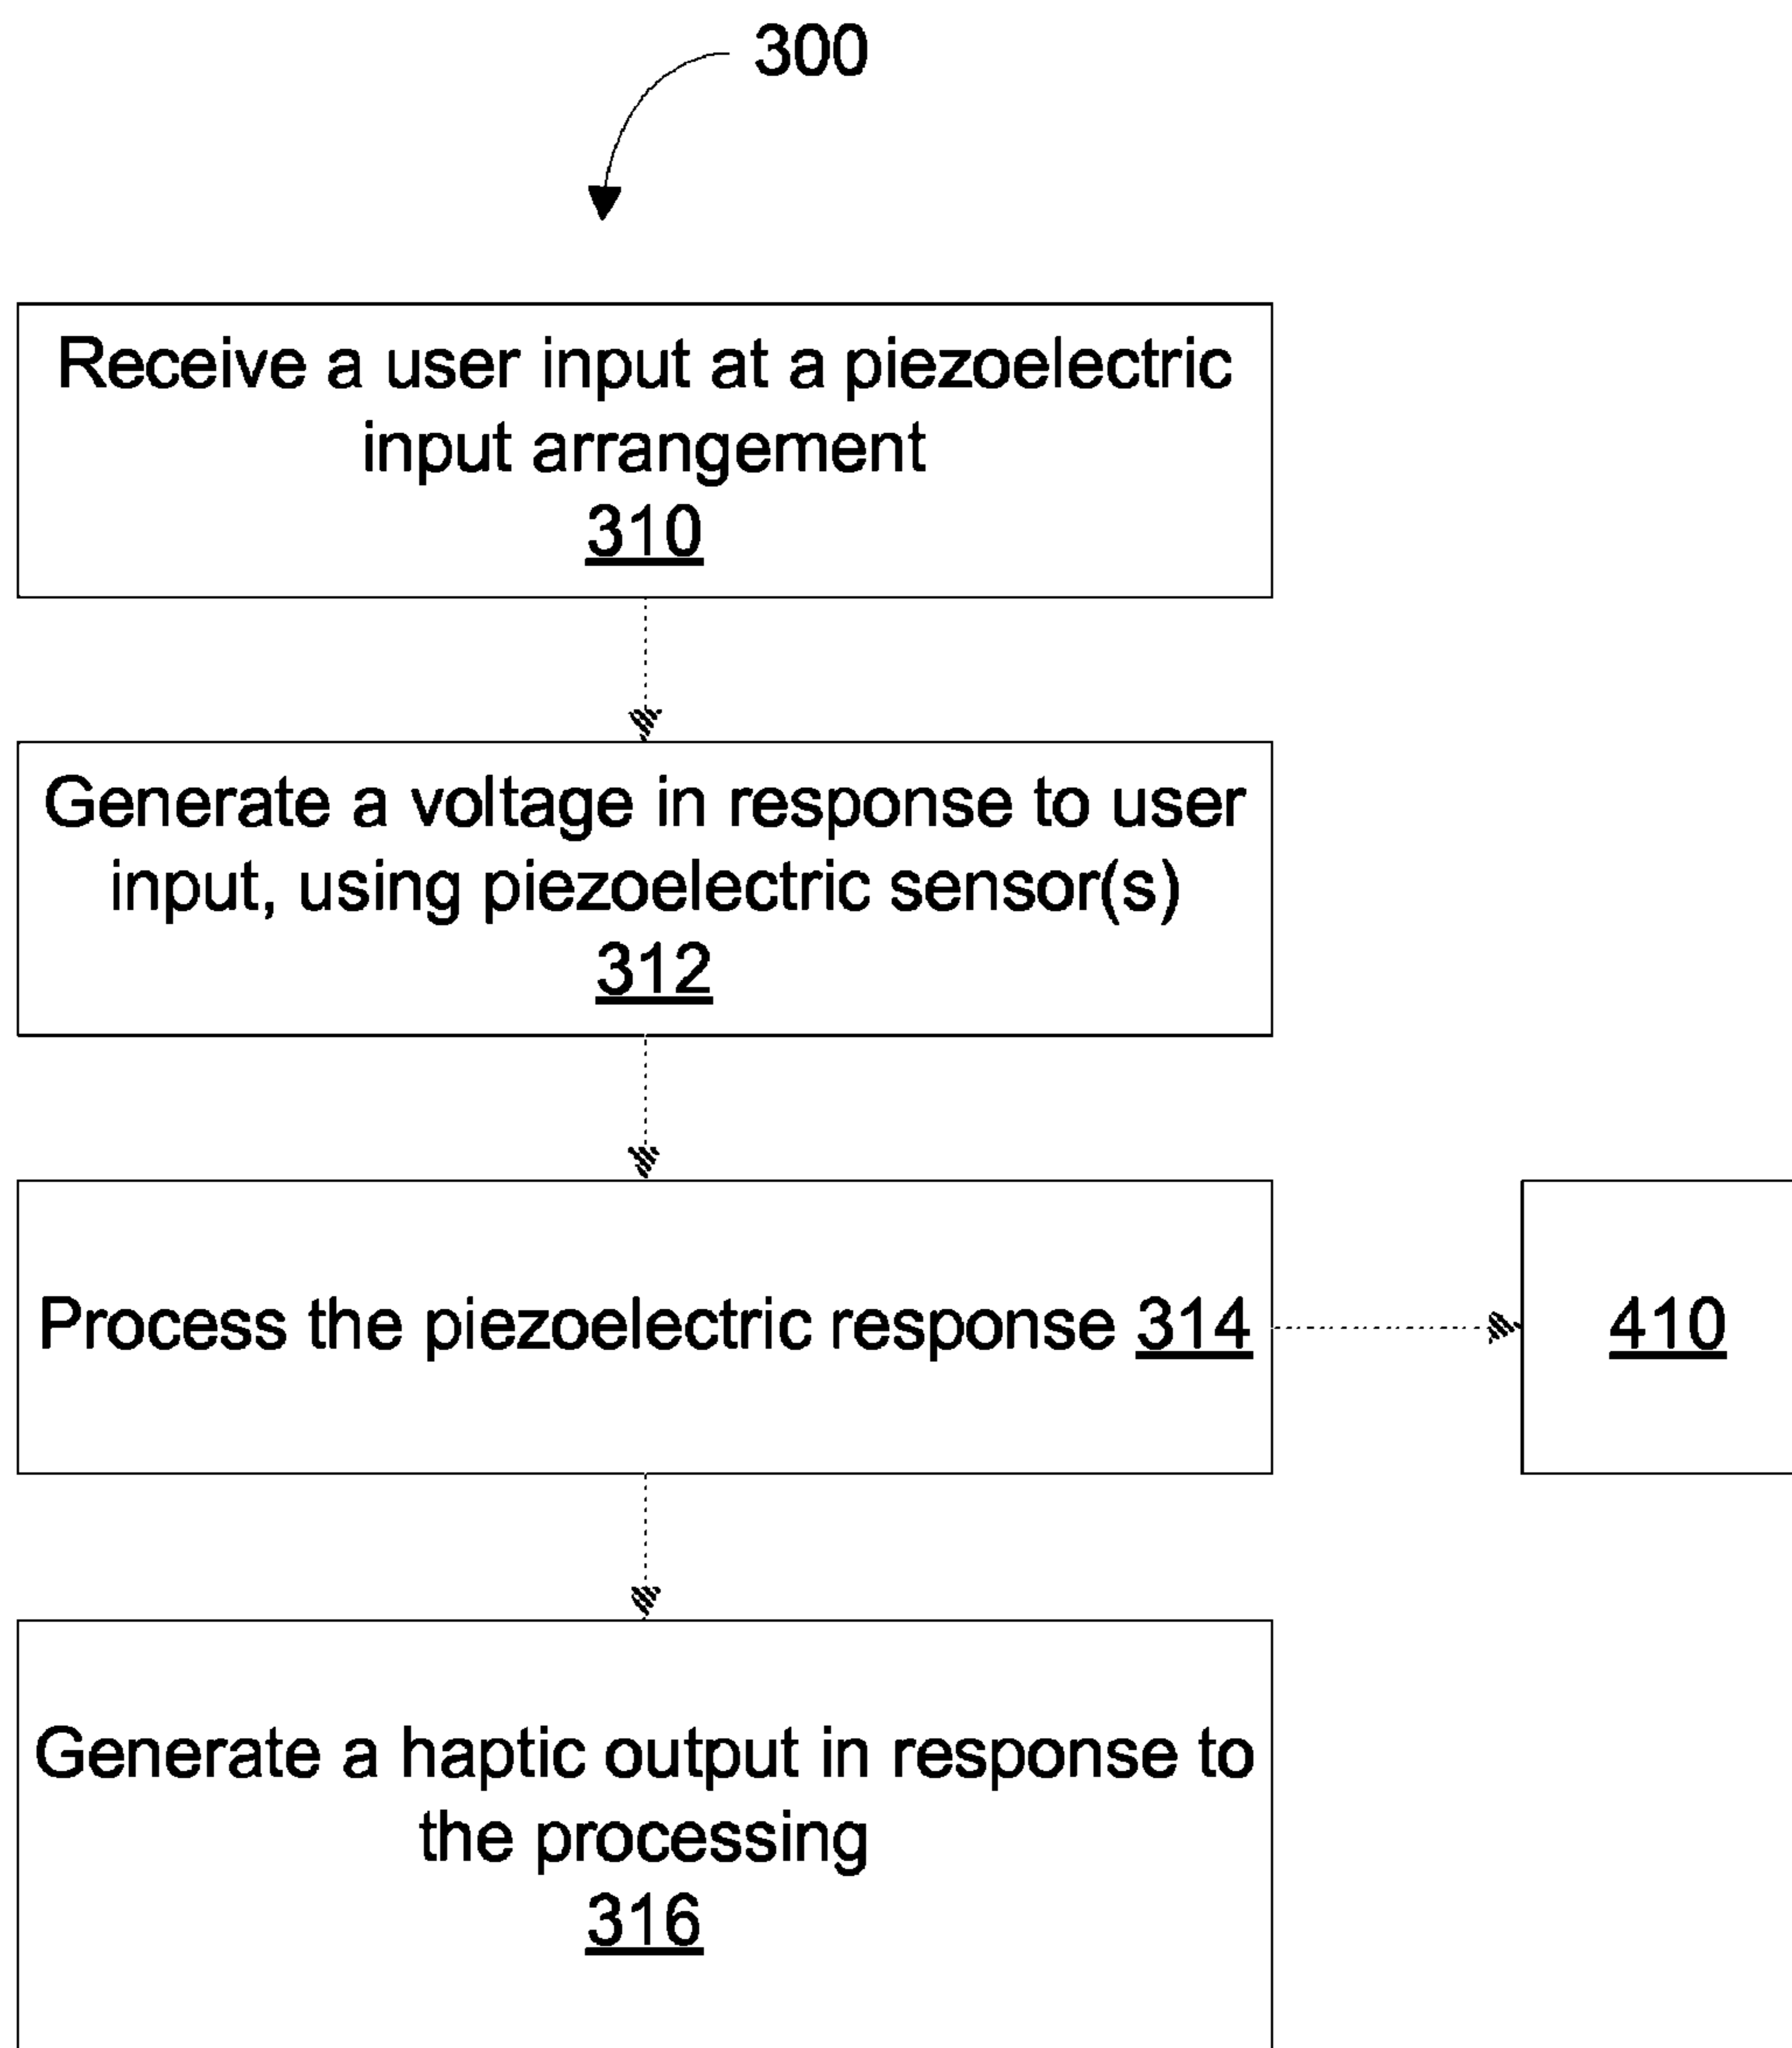 300
Receive a user input at a piezoelectric
input arrangement
310
Generate a voltage in response to user
input, using piezoelectric sensor(s)
312
Process the piezoelectric response 314
410
Generate a haptic output in response to
the processing
316